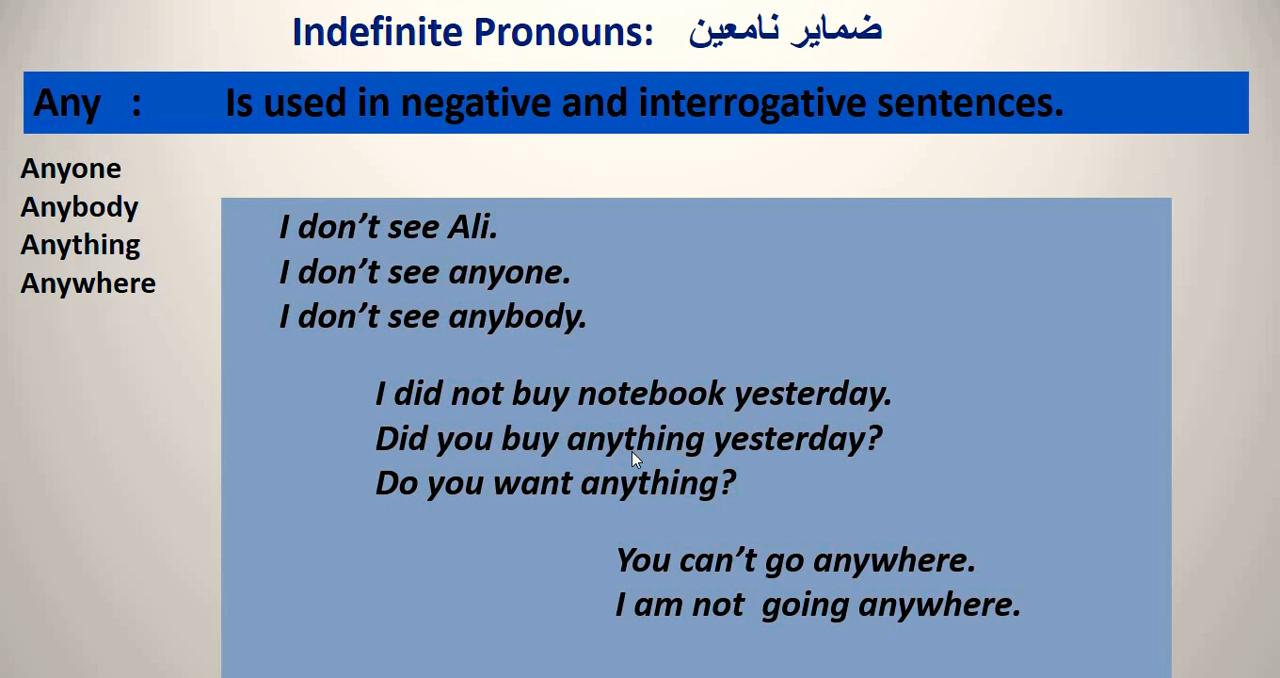 Indefinite Pronouns: ضمایر نامعین
Any : Is used in negative and interrogative sentences.
Anyone
Anybody
Anything
Anywhere
I don’t see Ali.
I don’t see anyone.
I don’t see anybody.
I did not buy notebook yesterday.
Did you buy anything yesterday?
Do you want anything?
You can’t go anywhere.
I am not going anywhere.